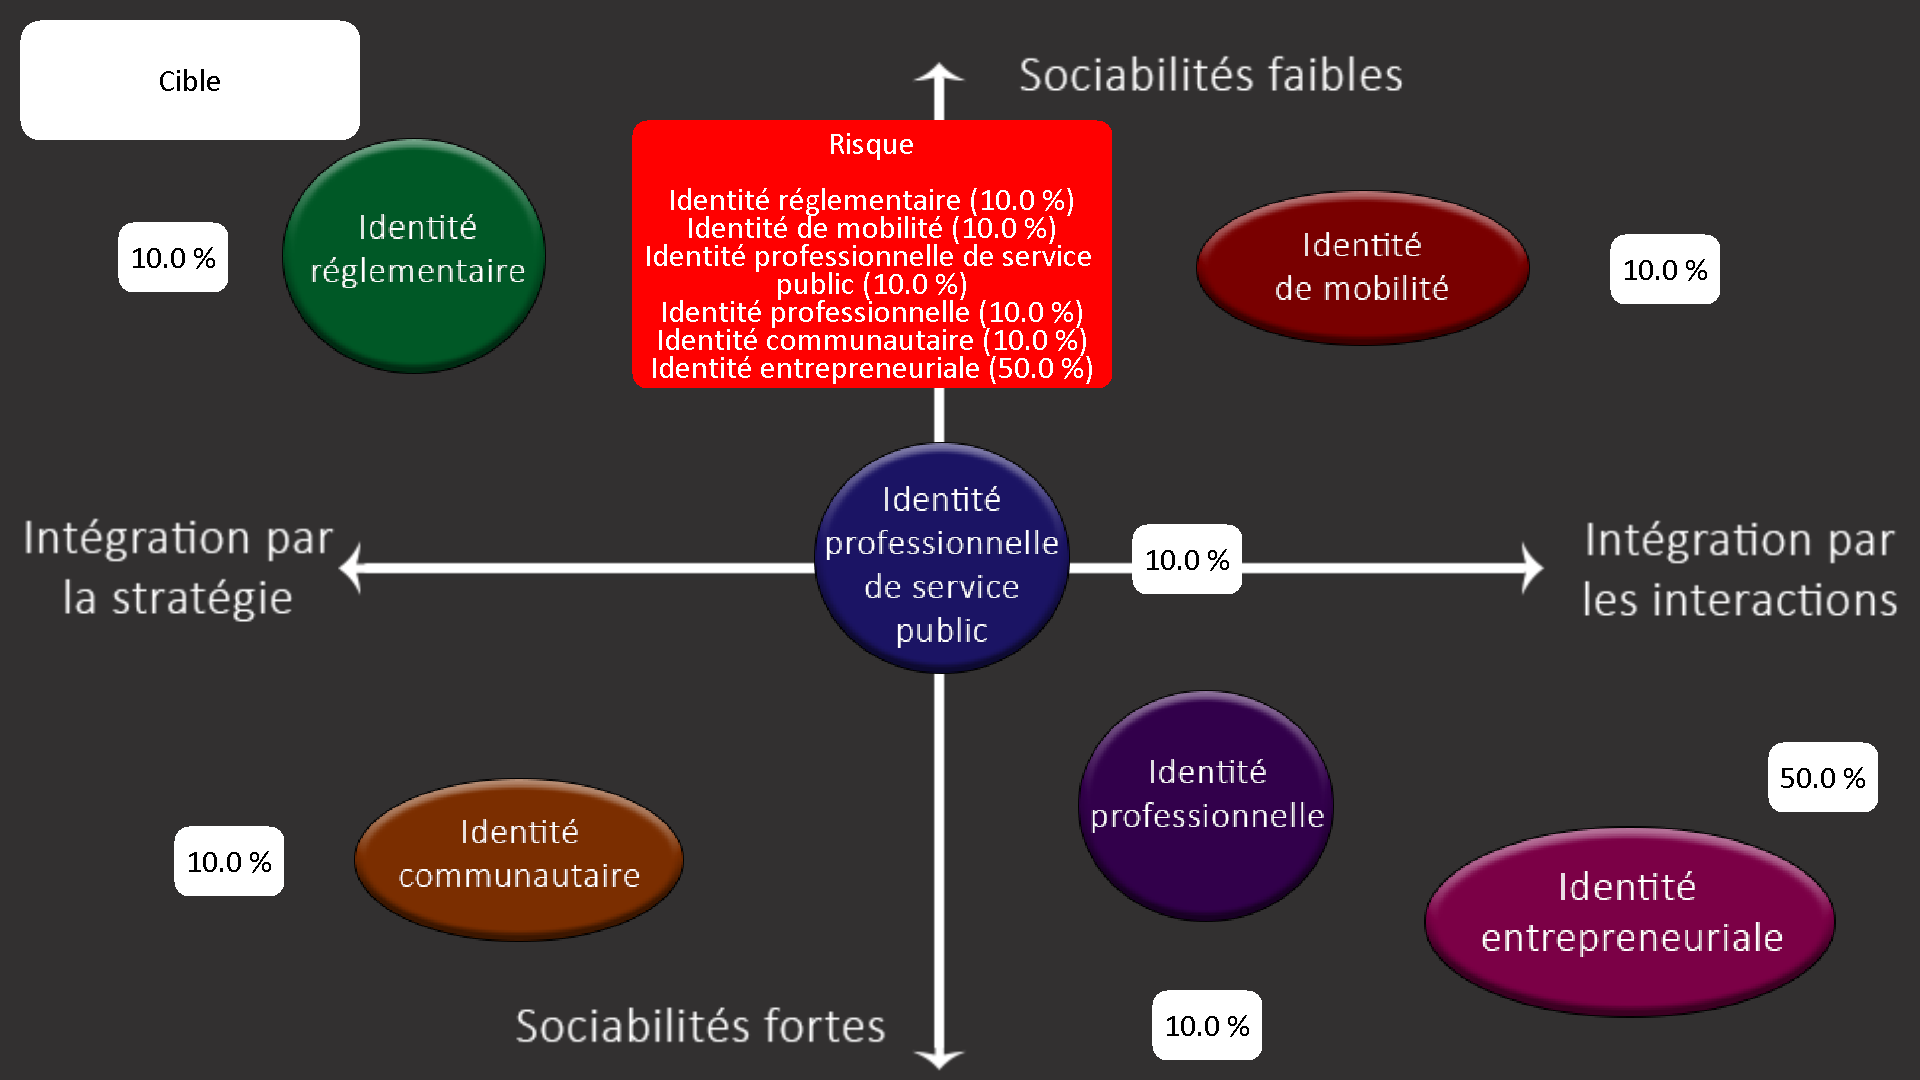 Cible
Sociabilités faibles
Risque
Identité réglementaire (10.0 %)
Identité de mobilité (10.0 %)
Identité professionnelle de service
public (10.0 %)
Identité professionnelle (10.0 %)
Identité communautaire (10.0 %)
Identité entrepreneuriale (50.0 %)
10.0 %
Identité
réglementaire
Identité
de mobilité
10.0 %
Intégration par
la stratégie
Identité
professionnelle
de service
public
10.0 %
Intégration par
les interactions
10.0 %
Identité
communautaire
Identité
professionnelle
50.0 %
Identité
entrepreneuriale
Sociabilités fortes
10.0 %